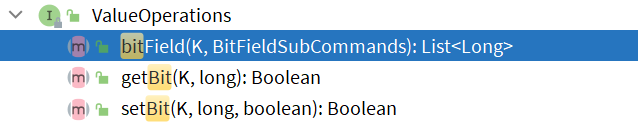 I ValueOperations
m bitField(K, BitFieldSubCommands): List<Long>
m getBit(K, long): Boolean
m setBit(K, long, boolean): Boolean